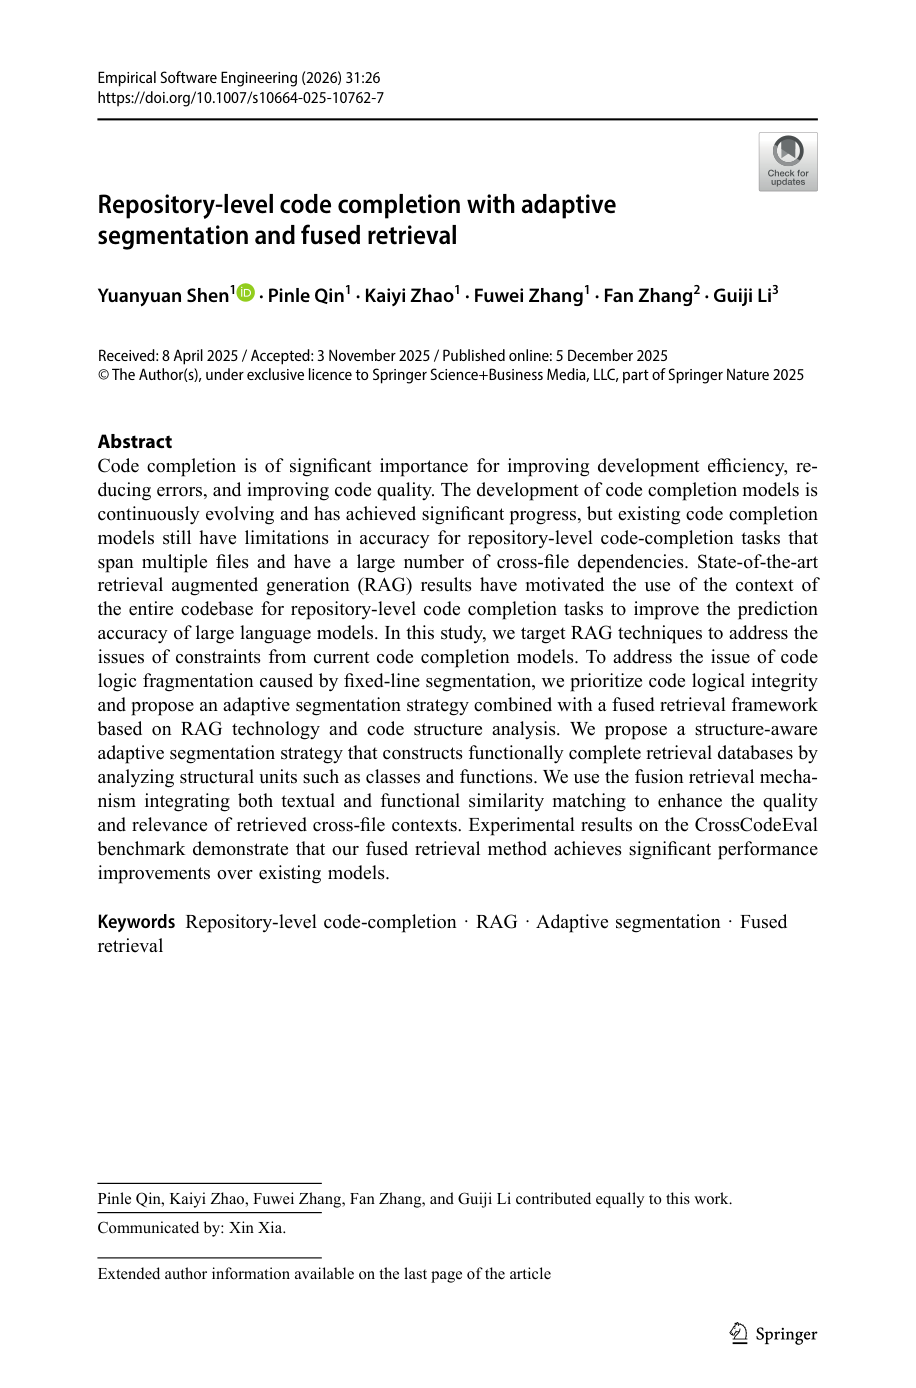 Empirical Software Engineering (2026) 31:26
https://doi.org/10.1007/s10664-025-10762-7
Check for
updates
Repository-level code completion with adaptive
segmentation and fused retrieval
Yuanyuan Shen1 iD · Pinle Qin1 · Kaiyi Zhao1 · Fuwei Zhang1 · Fan Zhang2 · Guiji Li3
Received: 8 April 2025 / Accepted: 3 November 2025 / Published online: 5 December 2025
© The Author(s), under exclusive licence to Springer Science+Business Media, LLC, part of Springer Nature 2025
Abstract
Code completion is of significant importance for improving development efficiency, re-
ducing errors, and improving code quality. The development of code completion models is
continuously evolving and has achieved significant progress, but existing code completion
models still have limitations in accuracy for repository-level code-completion tasks that
span multiple files and have a large number of cross-file dependencies. State-of-the-art
retrieval augmented generation (RAG) results have motivated the use of the context of
the entire codebase for repository-level code completion tasks to improve the prediction
accuracy of large language models. In this study, we target RAG techniques to address the
issues of constraints from current code completion models. To address the issue of code
logic fragmentation caused by fixed-line segmentation, we prioritize code logical integrity
and propose an adaptive segmentation strategy combined with a fused retrieval framework
based on RAG technology and code structure analysis. We propose a structure-aware
adaptive segmentation strategy that constructs functionally complete retrieval databases by
analyzing structural units such as classes and functions. We use the fusion retrieval mecha-
nism integrating both textual and functional similarity matching to enhance the quality
and relevance of retrieved cross-file contexts. Experimental results on the CrossCodeEval
benchmark demonstrate that our fused retrieval method achieves significant performance
improvements over existing models.
Keywords Repository-level code-completion · RAG · Adaptive segmentation · Fused
retrieval
Pinle Qin, Kaiyi Zhao, Fuwei Zhang, Fan Zhang, and Guiji Li contributed equally to this work.
Communicated by: Xin Xia.
Extended author information available on the last page of the article
Springer